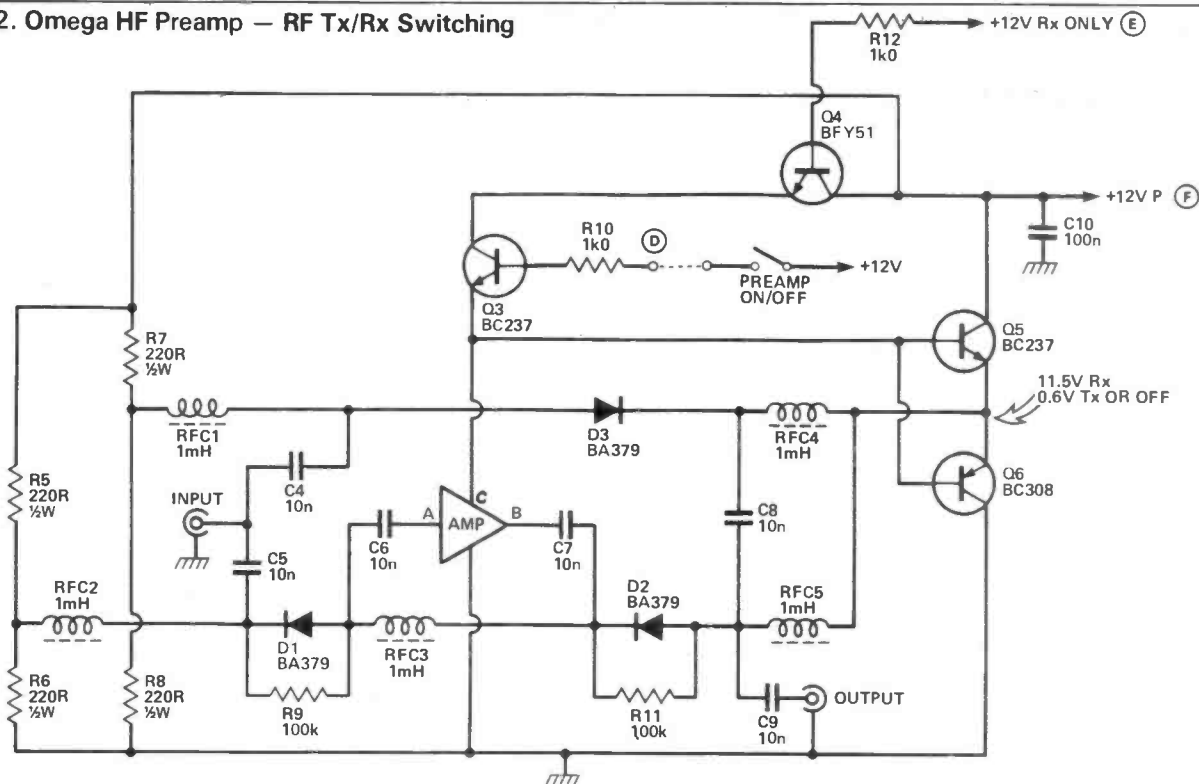 2. Omega HF Preamp — RF Tx/Rx Switching
R12
1k0
+12V Rx ONLY (E)
Q4
BFY51
+12V P (F)
C10
100n
R10
1k0
(D)
PREAMP
ON/OFF
+12V
Q3
BC237
Q5
BC237
R7
220R
½W
11.5V Rx
0.6V Tx OR OFF
RFC1
1mH
D3
BA379
RFC4
1mH
Q6
BC308
R5
220R
½W
INPUT
C4
10n
C
A AMP B
C6
10n
C7
10n
C8
10n
C5
10n
RFC2
1mH
D2
BA379
RFC5
1mH
D1
BA379
RFC3
1mH
R6
220R
½W
R8
220R
½W
R9
100k
R11
100k
C9
10n
OUTPUT